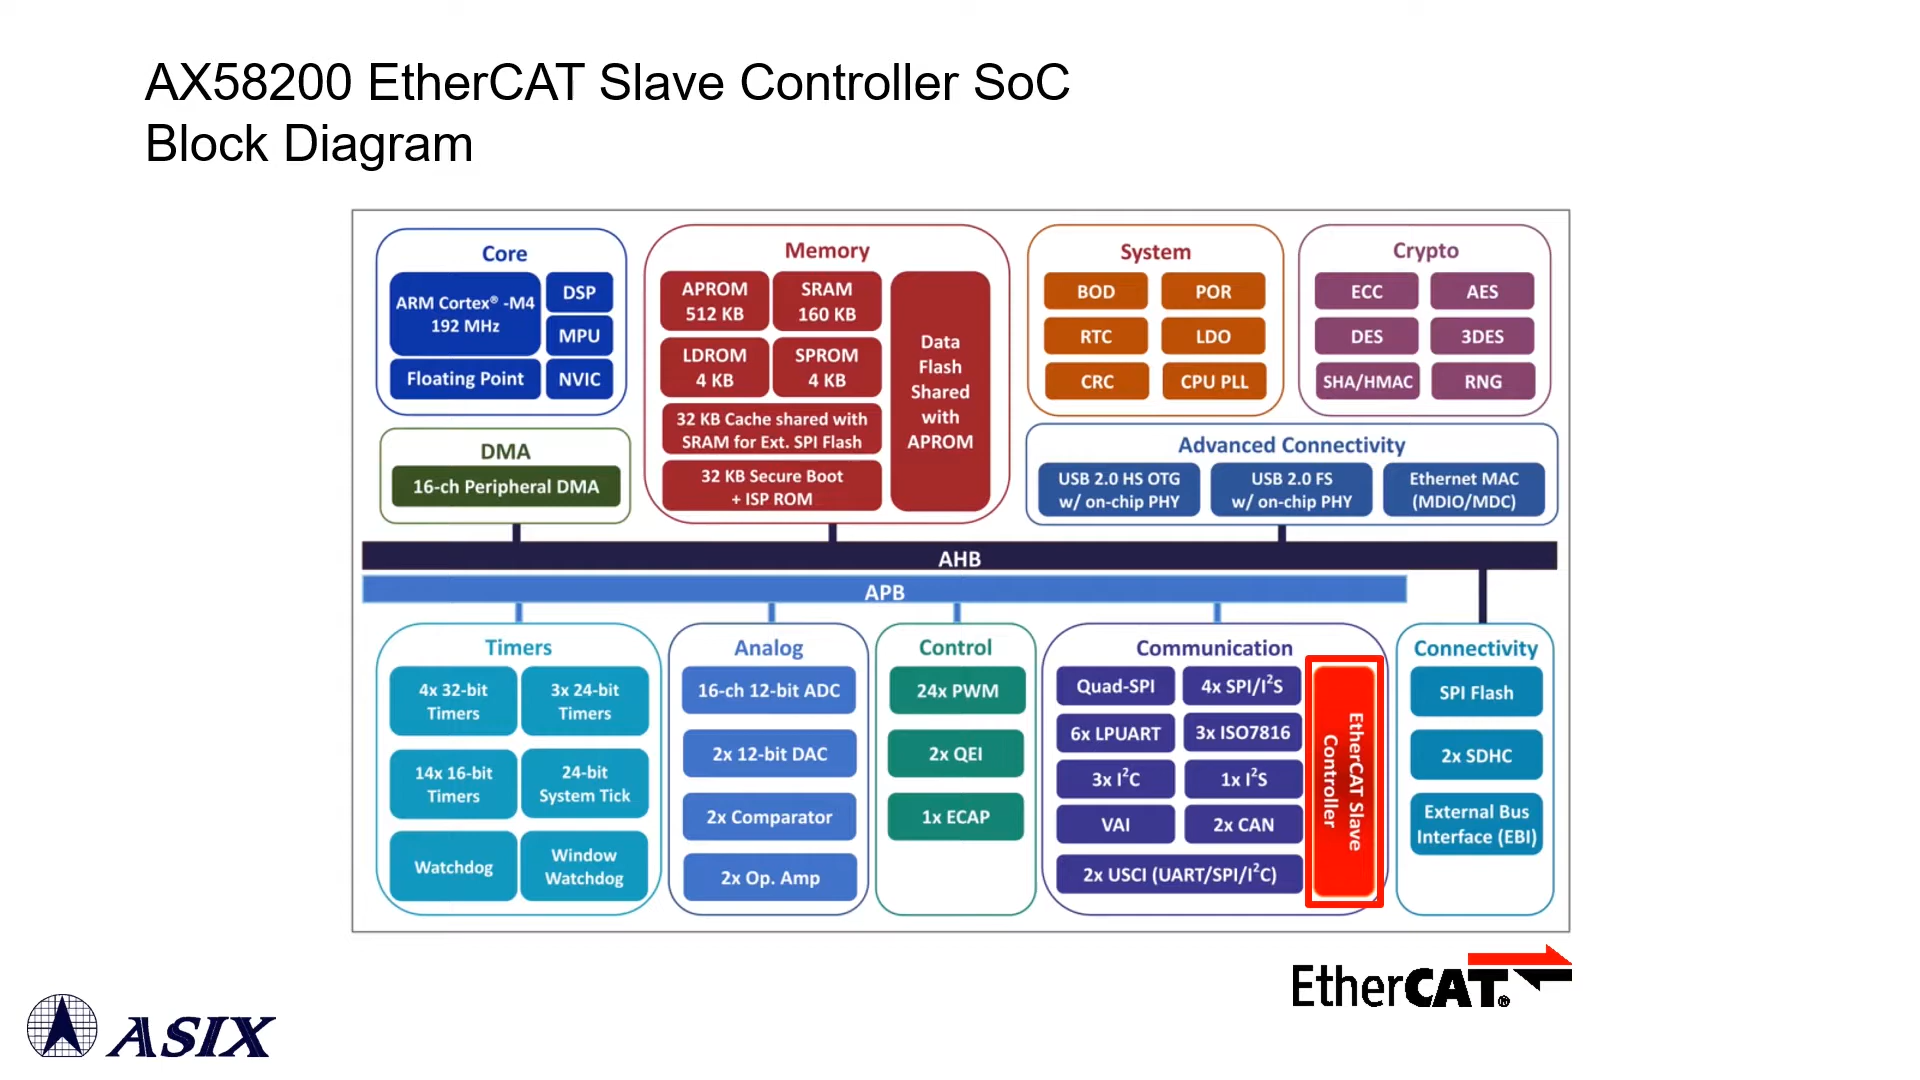 AX58200 EtherCAT Slave Controller SoC
Block Diagram
Core
ARM Cortex® -M4
192 MHz
DSP
MPU
Floating Point
NVIC
DMA
16-ch Peripheral DMA
Memory
APROM
512 KB
SRAM
160 KB
LDROM
4 KB
SPROM
4 KB
32 KB Cache shared with
SRAM for Ext. SPI Flash
32 KB Secure Boot
+ ISP ROM
Data
Flash
Shared
with
APROM
System
BOD
POR
RTC
LDO
CRC
CPU PLL
Crypto
ECC
AES
DES
3DES
SHA/HMAC
RNG
Advanced Connectivity
USB 2.0 HS OTG
w/ on-chip PHY
USB 2.0 FS
w/ on-chip PHY
Ethernet MAC
(MDIO/MDC)
AHB
APB
Timers
4x 32-bit
Timers
3x 24-bit
Timers
14x 16-bit
Timers
24-bit
System Tick
Watchdog
Window
Watchdog
Analog
16-ch 12-bit ADC
2x 12-bit DAC
2x Comparator
2x Op. Amp
Control
24x PWM
2x QEI
1x ECAP
Communication
Quad-SPI
4x SPI/I²S
6x LPUART
3x ISO7816
3x I²C
1x I²S
VAI
2x CAN
2x USCI (UART/SPI/I²C)
EtherCAT Slave
Controller
Connectivity
SPI Flash
2x SDHC
External Bus
Interface (EBI)
EtherCAT®
ASIX